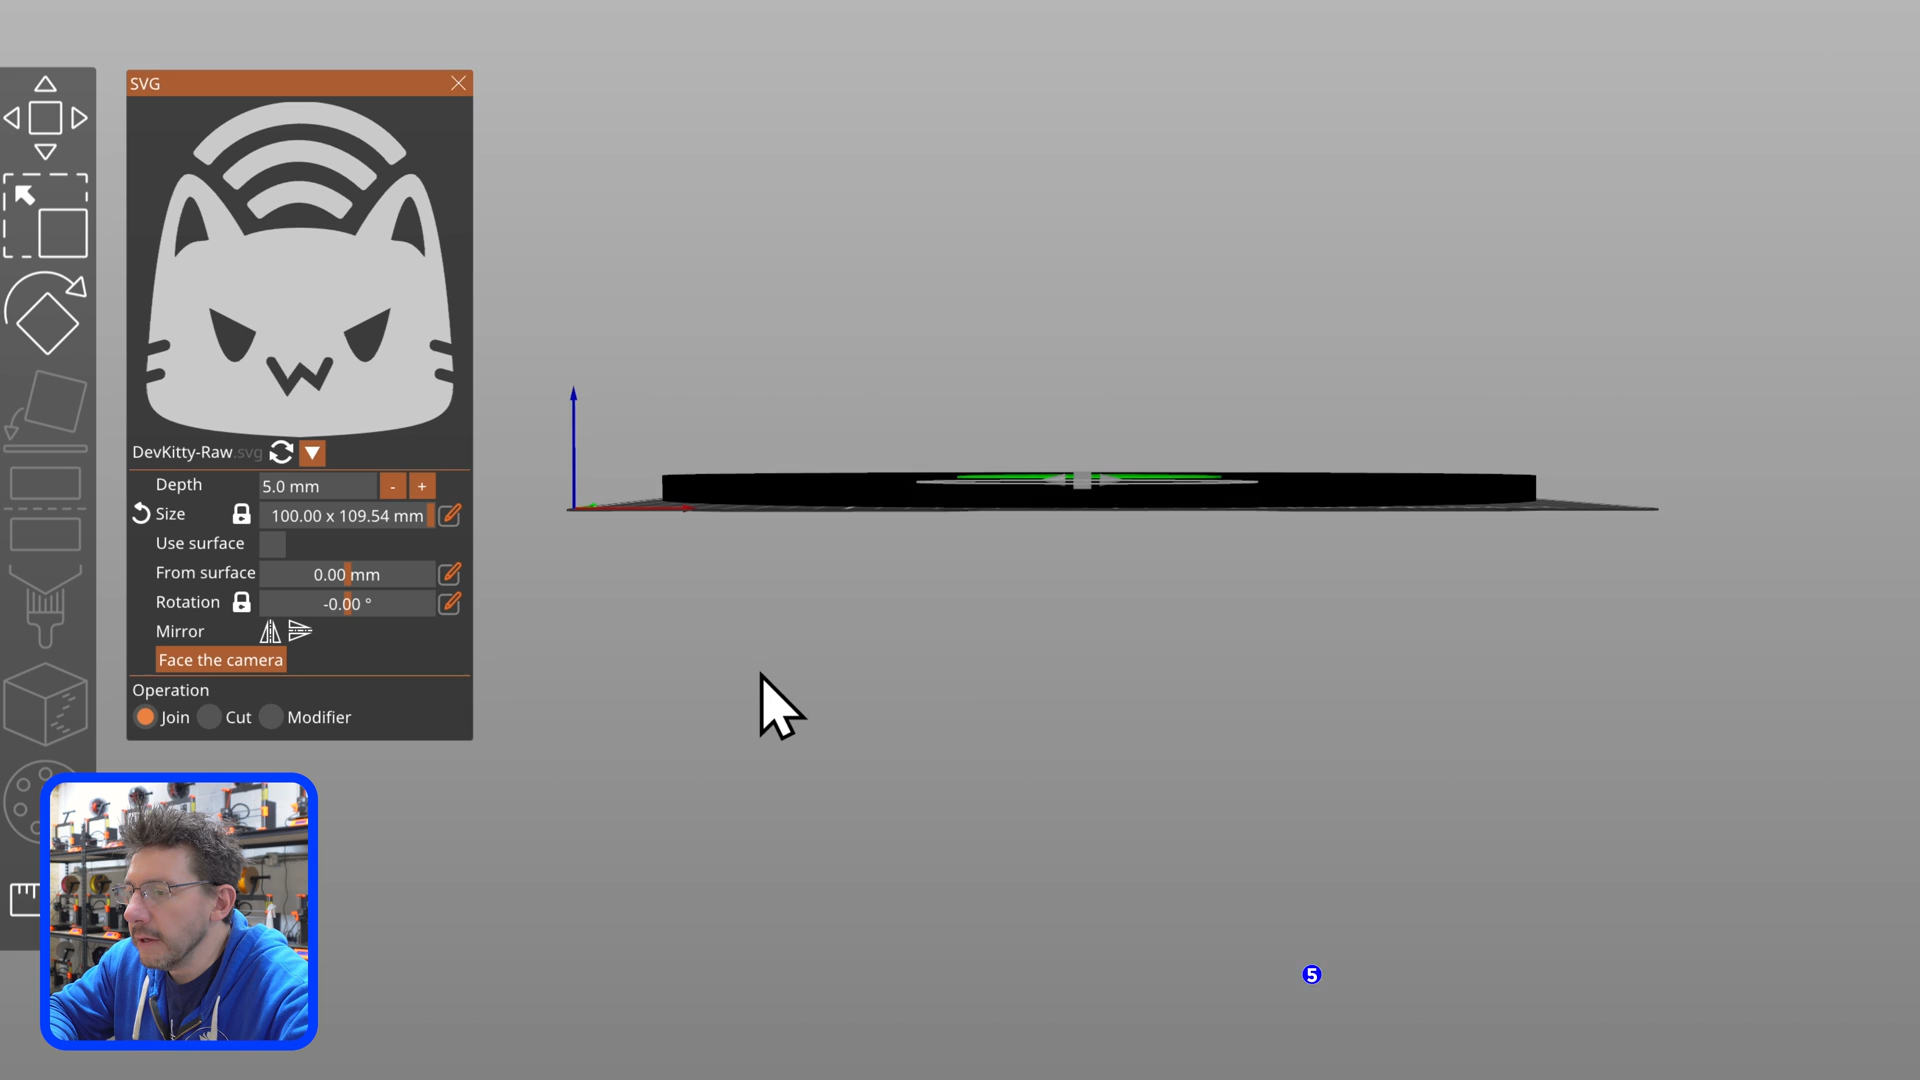 SVG
DevKitty-Raw.svg
Depth 5.0 mm - +
Size 100.00 x 109.54 mm
Use surface
From surface 0.00 mm
Rotation -0.00 °
Mirror
Face the camera
Operation
Join Cut Modifier
5